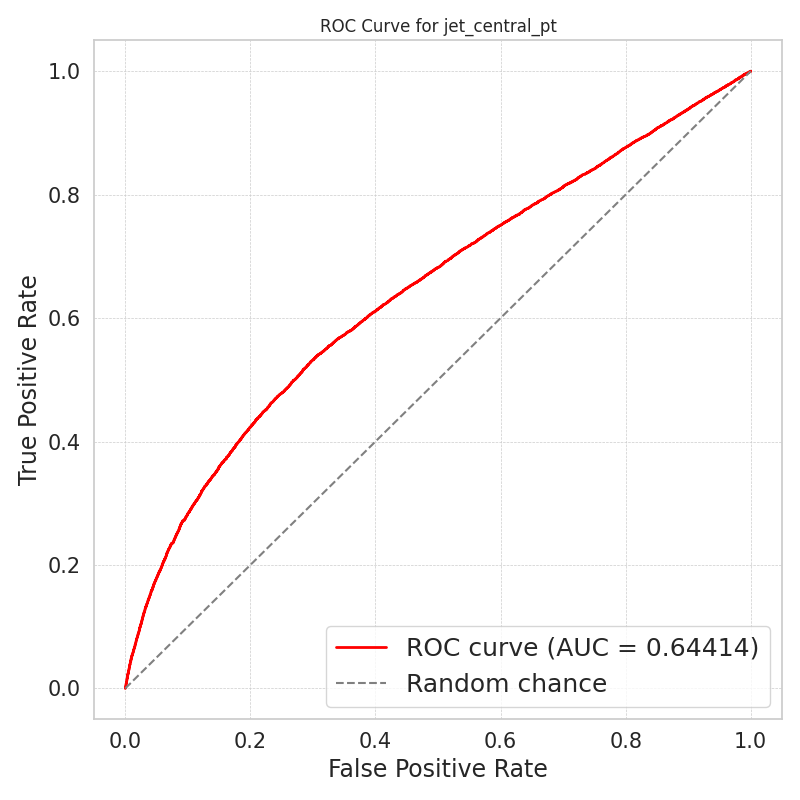 ROC Curve for jet_central_pt
1.0
0.8
0.6
0.4
0.2
0.0
True Positive Rate
ROC curve (AUC = 0.64414)
Random chance
0.0 0.2 0.4 0.6 0.8 1.0
False Positive Rate